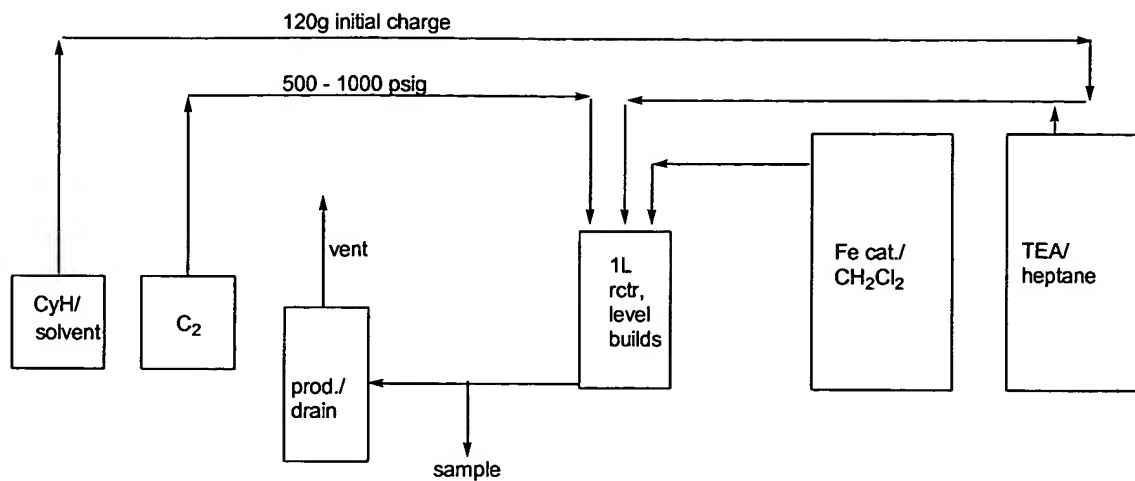 120g initial charge
500 - 1000 psig
vent
CyH/
solvent
C₂
prod./
drain
1L
rctr,
level
builds
Fe cat./
CH₂Cl₂
TEA/
heptane
sample